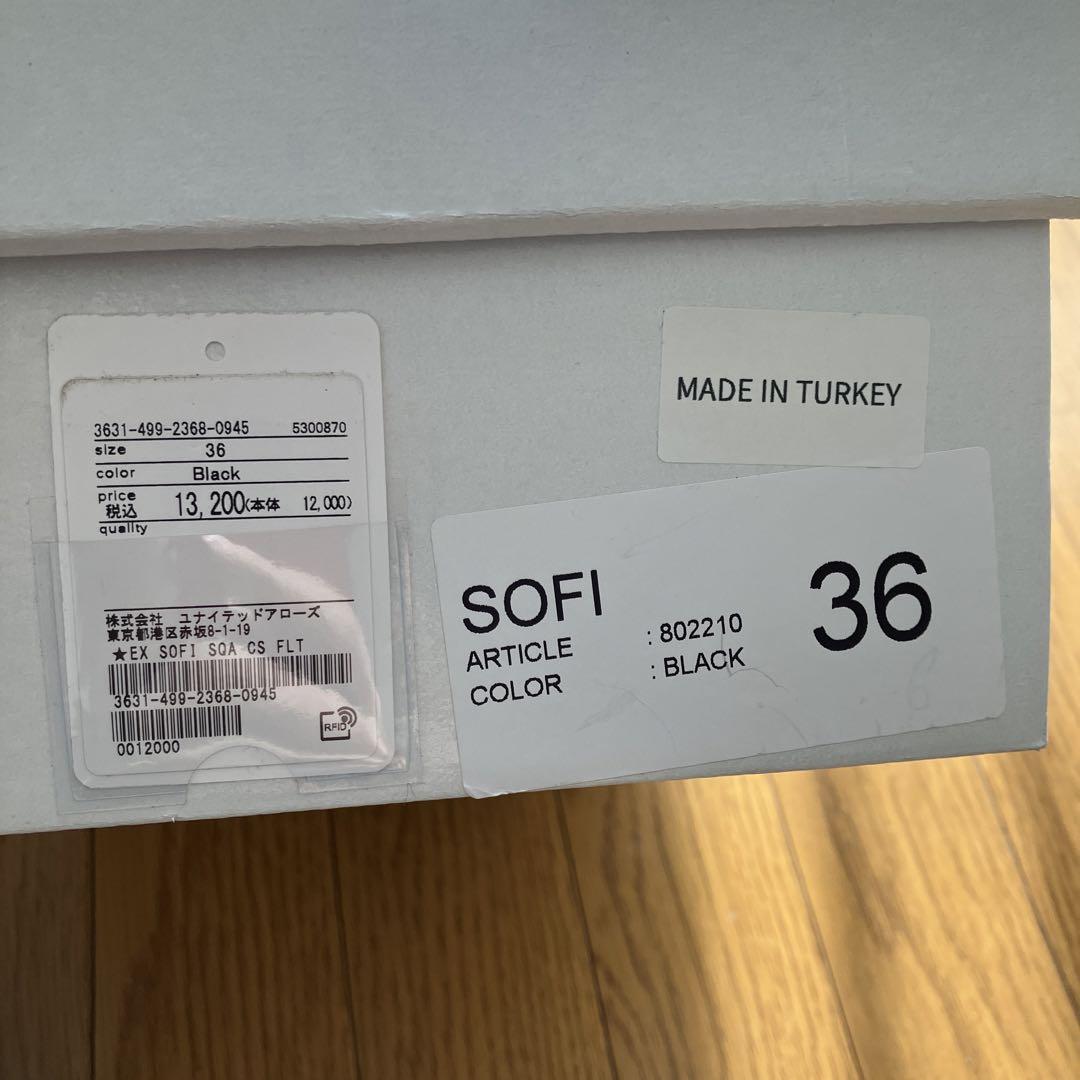 3631-499-2368-0945 5300870
size 36
color Black
price
税込 13,200(本体 12,000)
quality
株式会社 ユナイテッドアローズ
東京都港区赤坂8-1-19
★EX SOFI SQA CS FLT
3631-499-2368-0945
0012000
RFID
MADE IN TURKEY
SOFI
36
ARTICLE : 802210
COLOR : BLACK